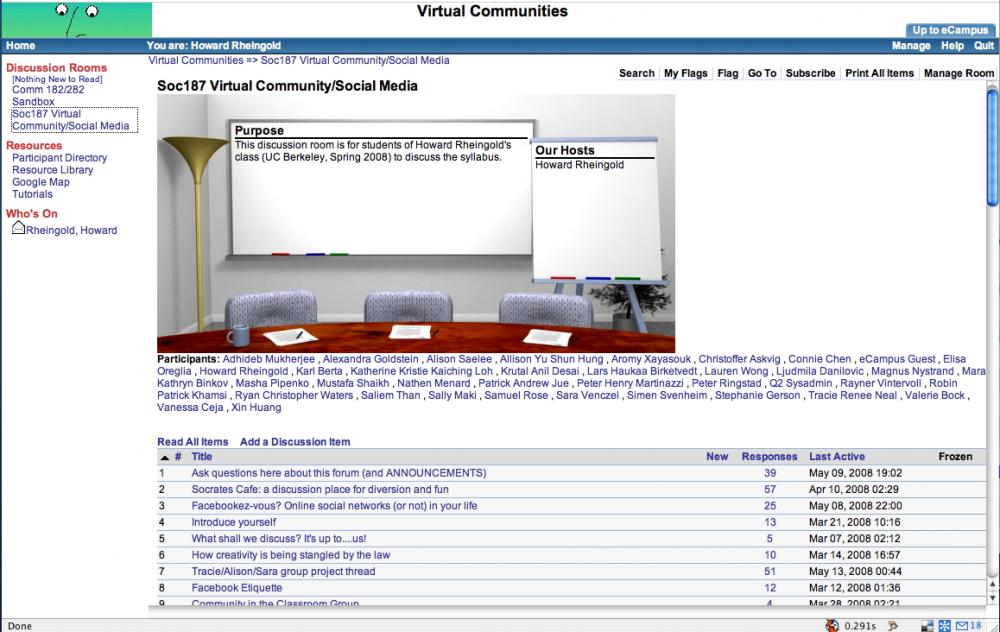 Virtual Communities
Up to eCampus
Home You are: Howard Rheingold Manage Help Quit
Virtual Communities => Soc187 Virtual Community/Social Media
Discussion Rooms
[Nothing New to Read]
Comm 182/282
Sandbox
Soc187 Virtual
Community/Social Media
Resources
Participant Directory
Resource Library
Google Map
Tutorials
Who's On
Rheingold, Howard
Search My Flags Flag Go To Subscribe Print All Items Manage Room
Soc187 Virtual Community/Social Media
Purpose
This discussion room is for students of Howard Rheingold's
class (UC Berkeley, Spring 2008) to discuss the syllabus.
Our Hosts
Howard Rheingold
Participants: Adhideb Mukherjee , Alexandra Goldstein , Alison Saelee , Allison Yu Shun Hung , Aromy Xayasouk , Christoffer Askvig , Connie Chen , eCampus Guest , Elisa
Oreglia , Howard Rheingold , Karl Berta , Katherine Kristie Kaiching Loh , Krutal Anil Desai , Lars Haukaa Birketvedt , Lauren Wong , Ljudmila Danilovic , Magnus Nystrand , Mara
Kathryn Binkov , Masha Pipenko , Mustafa Shaikh , Nathen Menard , Patrick Andrew Jue , Peter Henry Martinazzi , Peter Ringstad , Q2 Sysadmin , Rayner Vintervoll , Robin
Patrick Khamsi , Ryan Christopher Waters , Saliem Than , Sally Maki , Samuel Rose , Sara Venczel , Simen Svenheim , Stephanie Gerson , Tracie Renee Neal , Valerie Bock ,
Vanessa Ceja , Xin Huang
Read All Items Add a Discussion Item
# Title New Responses Last Active Frozen
1 Ask questions here about this forum (and ANNOUNCEMENTS) 39 May 09, 2008 19:02
2 Socrates Cafe: a discussion place for diversion and fun 57 Apr 10, 2008 02:29
3 Facebookez-vous? Online social networks (or not) in your life 25 May 08, 2008 22:00
4 Introduce yourself 13 Mar 21, 2008 10:16
5 What shall we discuss? It's up to....us! 5 Mar 07, 2008 02:12
6 How creativity is being stangled by the law 10 Mar 14, 2008 16:57
7 Tracie/Alison/Sara group project thread 51 May 13, 2008 00:44
8 Facebook Etiquette 12 Mar 12, 2008 01:36
9 Community in the Classroom Group 4 Mar 28, 2008 02:21
Done 0.291s 18